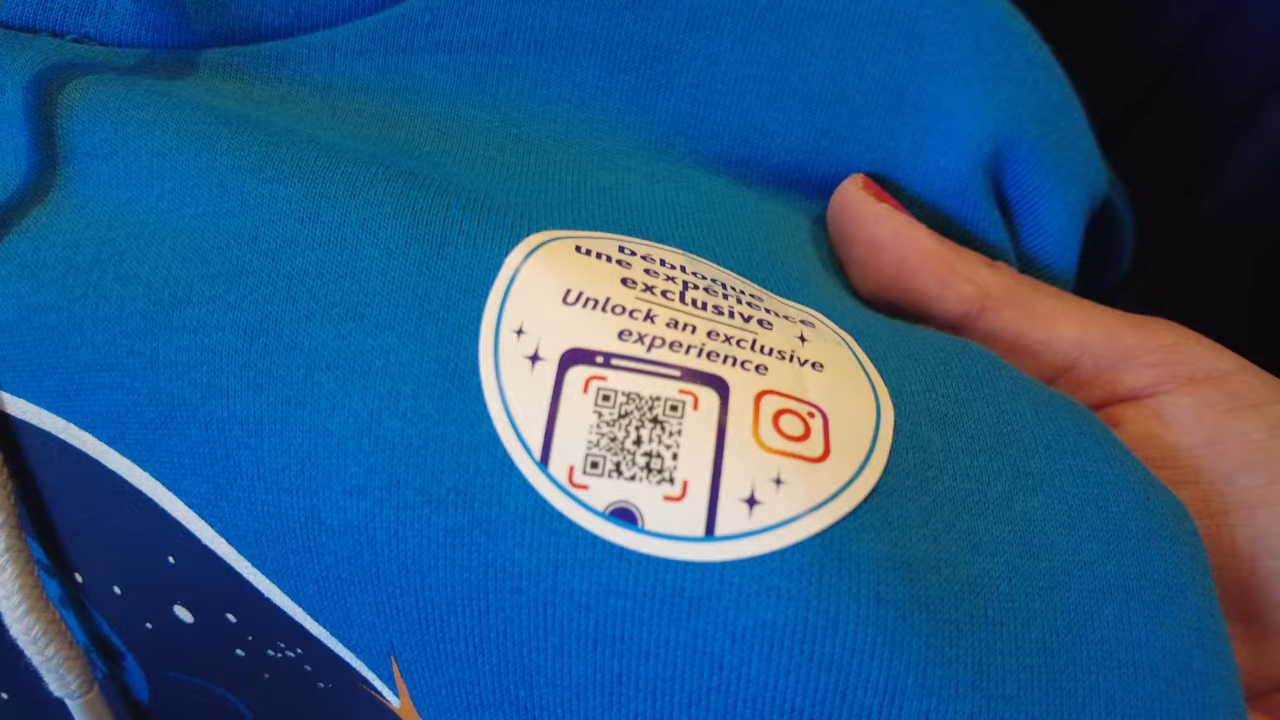 Débloque
une expérience
exclusive
Unlock an exclusive
experience